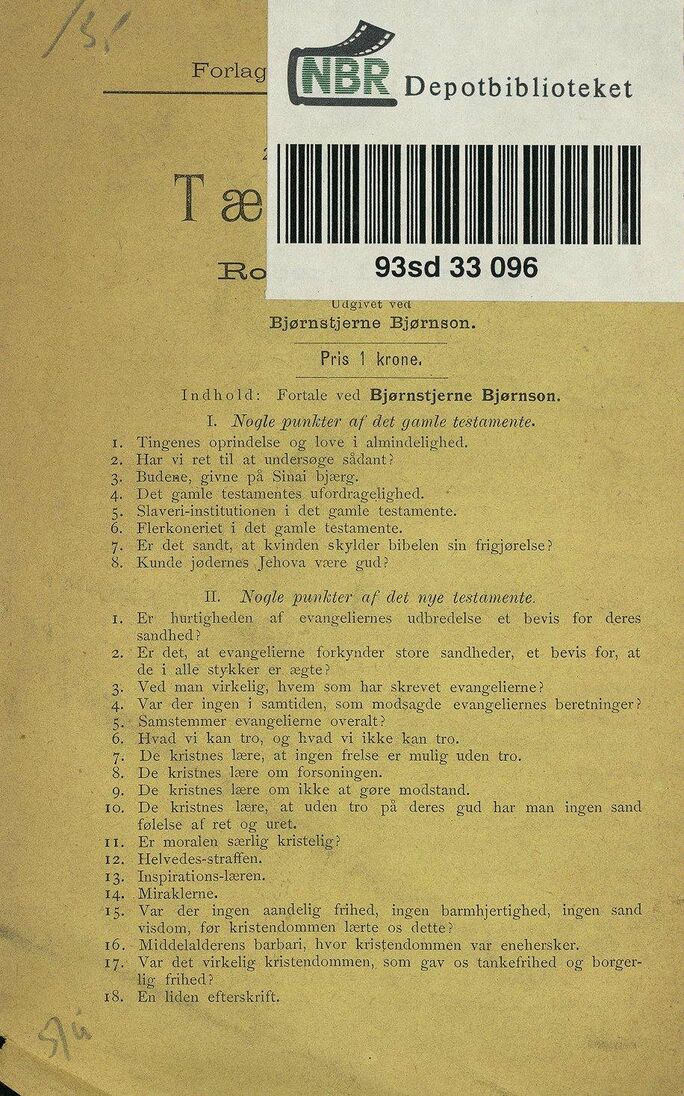 Forlag
NBR Depotbiblioteket
Tæ
93sd 33 096
Ro
Udgivet ved
Bjørnstjerne Bjørnson.
Pris 1 krone.
Indhold: Fortale ved Bjørnstjerne Bjørnson.
I. Nogle punkter af det gamle testamente.
1. Tingenes oprindelse og love i almindelighed.
2. Har vi ret til at undersøge sådant?
3. Budene, givne på Sinai bjærg.
4. Det gamle testamentes ufordragelighed.
5. Slaveri-institutionen i det gamle testamente.
6. Flerkoneriet i det gamle testamente.
7. Er det sandt, at kvinden skylder bibelen sin frigjørelse?
8. Kunde jødernes Jehova være gud?
II. Nogle punkter af det nye testamente.
1. Er hurtigheden af evangeliernes udbredelse et bevis for deres
sandhed?
2. Er det, at evangelierne forkynder store sandheder, et bevis for, at
de i alle stykker er ægte?
3. Ved man virkelig, hvem som har skrevet evangelierne?
4. Var der ingen i samtiden, som modsagde evangeliernes beretninger?
5. Samstemmer evangelierne overalt?
6. Hvad vi kan tro, og hvad vi ikke kan tro.
7. De kristnes lære, at ingen frelse er mulig uden tro.
8. De kristnes lære om forsoningen.
9. De kristnes lære om ikke at gøre modstand.
10. De kristnes lære, at uden tro på deres gud har man ingen sand
følelse af ret og uret.
11. Er moralen særlig kristelig?
12. Helvedes-straffen.
13. Inspirations-læren.
14. Miraklerne.
15. Var der ingen aandelig frihed, ingen barmhjertighed, ingen sand
visdom, før kristendommen lærte os dette?
16. Middelalderens barbari, hvor kristendommen var enehersker.
17. Var det virkelig kristendommen, som gav os tankefrihed og borger-
lig frihed?
18. En liden efterskrift.